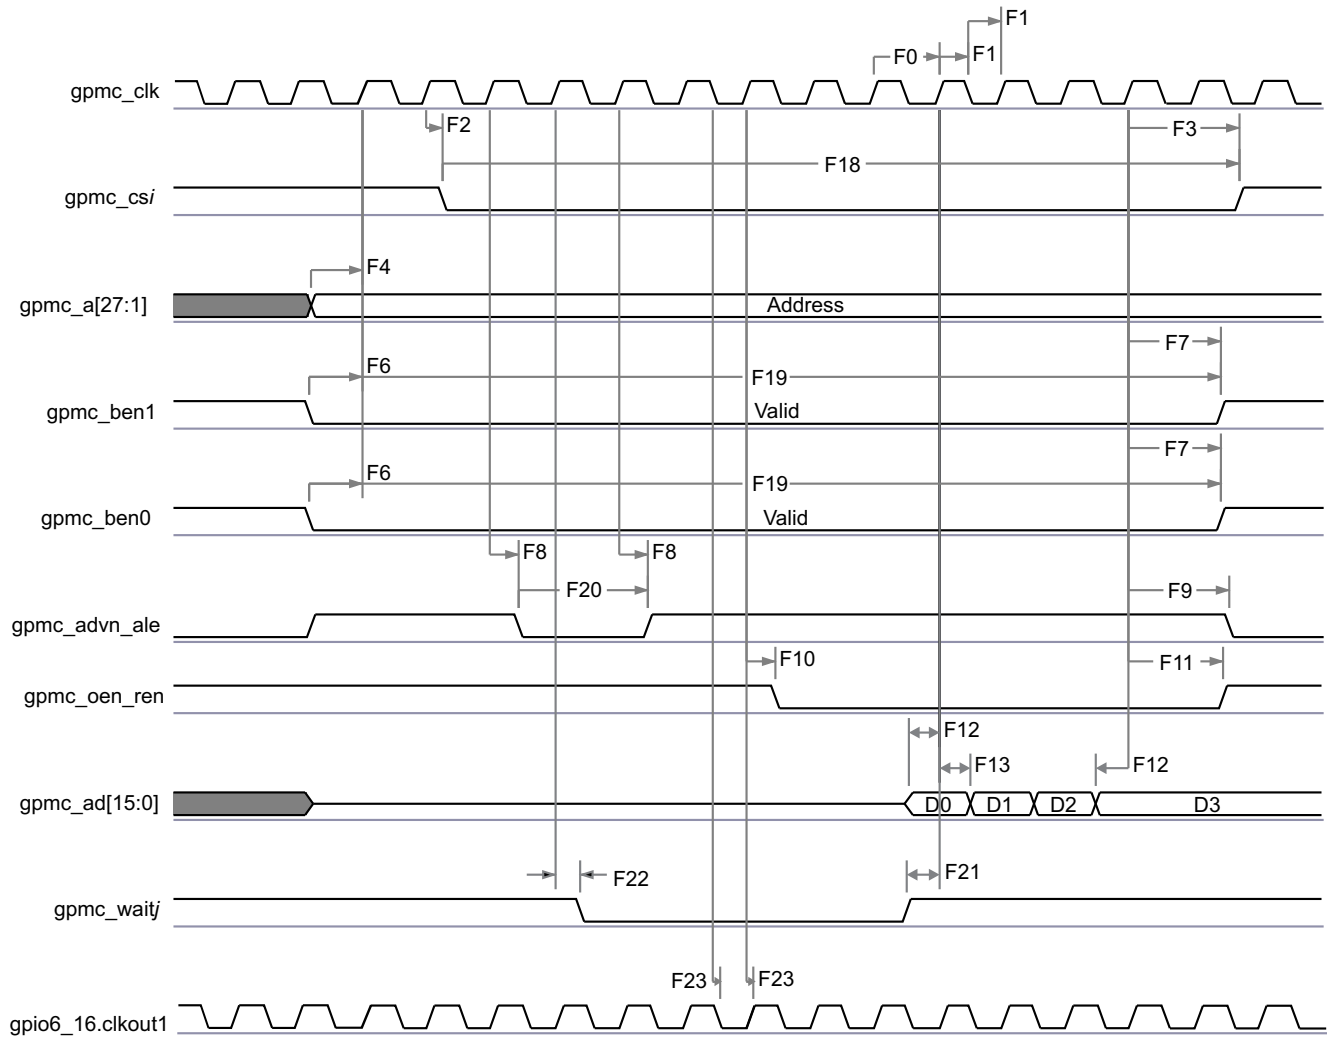 F1
F0 F1
gpmc_clk
F2 F3
F18
gpmc_csi
F4
gpmc_a[27:1] Address
F7
F6 F19
gpmc_ben1 Valid
F7
F6 F19
gpmc_ben0 Valid
F8 F8
F20 F9
gpmc_advn_ale
F10 F11
gpmc_oen_ren
F12
F13 F12
gpmc_ad[15:0] D0 D1 D2 D3
F22 F21
gpmc_waitj
F23 F23
gpio6_16.clkout1